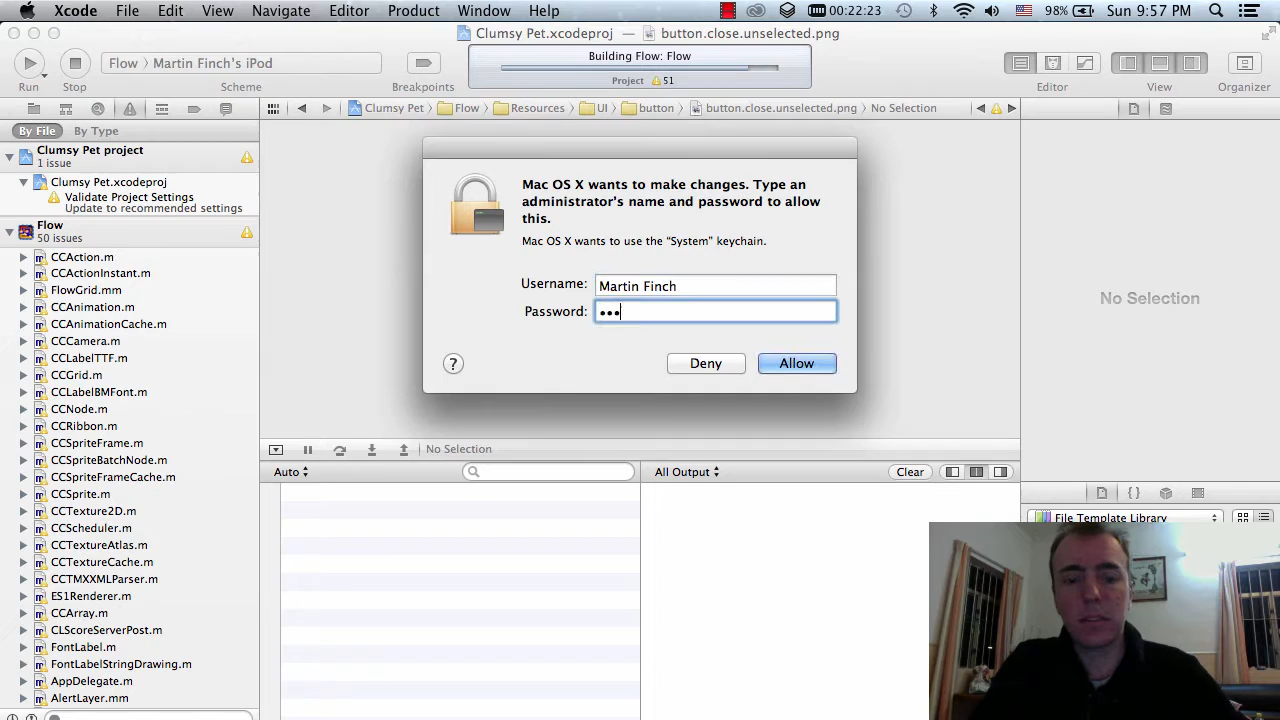 Xcode File Edit View Navigate Editor Product Window Help 00:22:23 98% Sun 9:57 PM
Clumsy Pet.xcodeproj — button.close.unselected.png
Building Flow: Flow
Project 51
Flow Martin Finch's iPod
Run Stop Scheme Breakpoints Editor View Organizer
Clumsy Pet Flow Resources UI button button.close.unselected.png No Selection
By File By Type
Clumsy Pet project
1 issue
Clumsy Pet.xcodeproj
Validate Project Settings
Update to recommended settings
Flow
50 issues
CCAction.m
CCActionInstant.m
FlowGrid.mm
CCAnimation.m
CCAnimationCache.m
CCCamera.m
CCLabelTTF.m
CCGrid.m
CCLabelBMFont.m
CCNode.m
CCRibbon.m
CCSpriteFrame.m
CCSpriteBatchNode.m
CCSpriteFrameCache.m
CCSprite.m
CCTexture2D.m
CCScheduler.m
CCTextureAtlas.m
CCTextureCache.m
CCTMXXMLParser.m
ES1Renderer.m
CCArray.m
CLScoreServerPost.m
FontLabel.m
FontLabelStringDrawing.m
AppDelegate.m
AlertLayer.mm
Mac OS X wants to make changes. Type an
administrator's name and password to allow
this.
Mac OS X wants to use the "System" keychain.
Username: Martin Finch
Password: •••
? Deny Allow
No Selection
No Selection
Auto All Output Clear
File Template Library